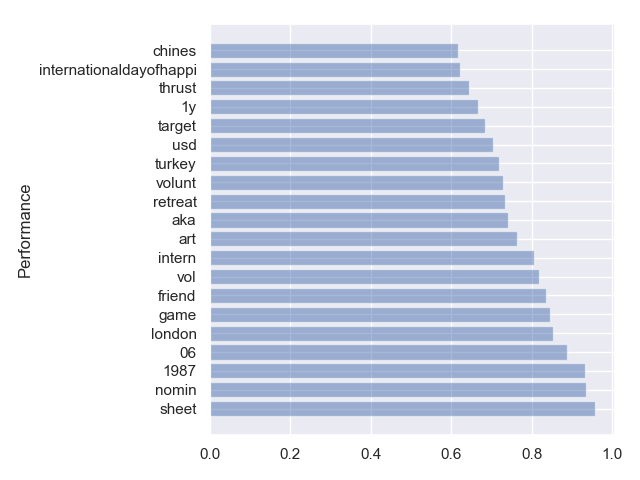 Performance
chines
internationaldayofhappi
thrust
1y
target
usd
turkey
volunt
retreat
aka
art
intern
vol
friend
game
london
06
1987
nomin
sheet
0.0 0.2 0.4 0.6 0.8 1.0